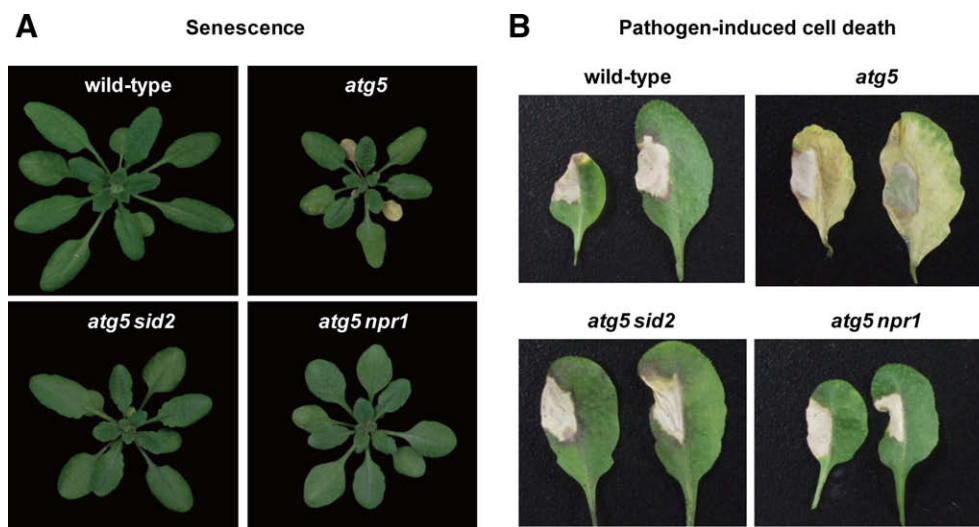 A
Senescence
wild-type
atg5
atg5 sid2
atg5 npr1
B
Pathogen-induced cell death
wild-type
atg5
atg5 sid2
atg5 npr1